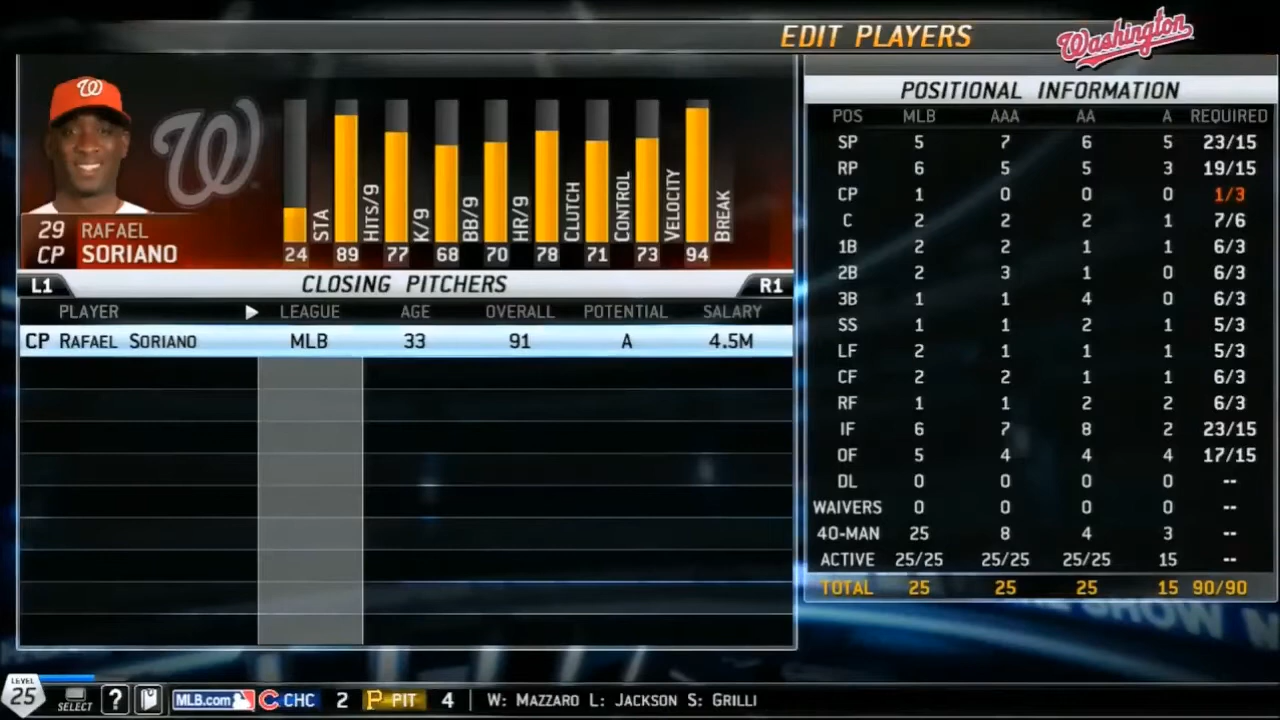 EDIT PLAYERS
Washington
W
W
29 RAFAEL
CP SORIANO
STA HITS/9 K/9 BB/9 HR/9 CLUTCH CONTROL VELOCITY BREAK
24 89 77 68 70 78 71 73 94
L1 CLOSING PITCHERS R1
PLAYER LEAGUE AGE OVERALL POTENTIAL SALARY
CP RAFAEL SORIANO MLB 33 91 A 4.5M
POSITIONAL INFORMATION
POS MLB AAA AA A REQUIRED
SP 5 7 6 5 23/15
RP 6 5 5 3 19/15
CP 1 0 0 0 1/3
C 2 2 2 1 7/6
1B 2 2 1 1 6/3
2B 2 3 1 0 6/3
3B 1 1 4 0 6/3
SS 1 1 2 1 5/3
LF 2 1 1 1 5/3
CF 2 2 1 1 6/3
RF 1 1 2 2 6/3
IF 6 7 8 2 23/15
OF 5 4 4 4 17/15
DL 0 0 0 0 --
WAIVERS 0 0 0 0 --
40-MAN 25 8 4 3 --
ACTIVE 25/25 25/25 25/25 15 --
TOTAL 25 25 25 15 90/90
SHOW
LEVEL
25 SELECT ? MLB.com CHC 2 P PIT 4 W: MAZZARO L: JACKSON S: GRILLI